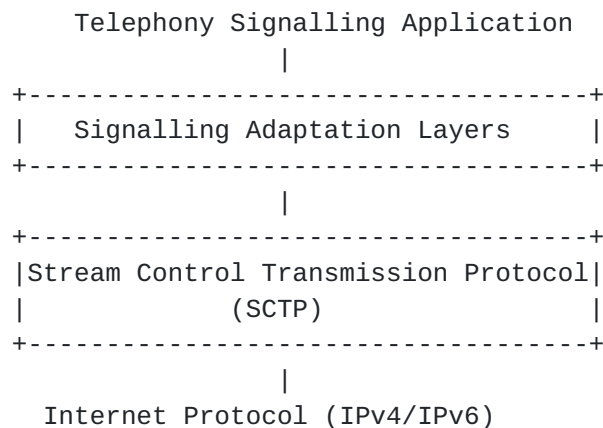 Telephony Signalling Application
|
+------------------------------------+
| Signalling Adaptation Layers |
+------------------------------------+
|
+------------------------------------+
|Stream Control Transmission Protocol|
| (SCTP) |
+------------------------------------+
|
Internet Protocol (IPv4/IPv6)